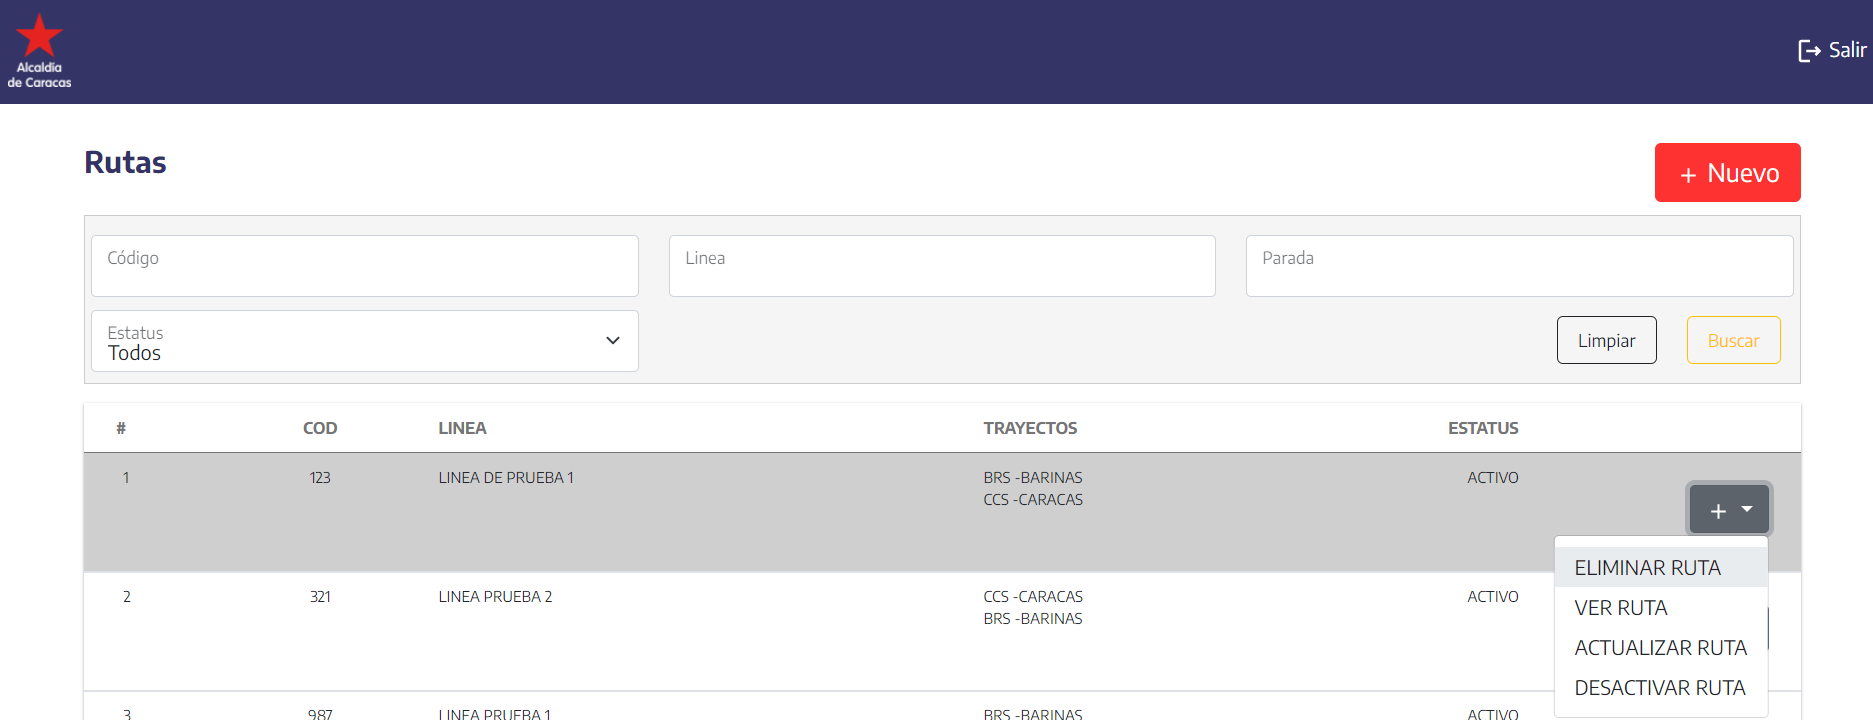 Alcaldía
de Caracas
Salir
Rutas
+ Nuevo
Código
Linea
Parada
Estatus
Todos
Limpiar
Buscar
# COD LINEA TRAYECTOS ESTATUS
1 123 LINEA DE PRUEBA 1 BRS -BARINAS ACTIVO
CCS -CARACAS
+
ELIMINAR RUTA
VER RUTA
ACTUALIZAR RUTA
DESACTIVAR RUTA
2 321 LINEA PRUEBA 2 CCS -CARACAS ACTIVO
BRS -BARINAS
3 987 LINEA PRUEBA 1 BRS -BARINAS ACTIVO